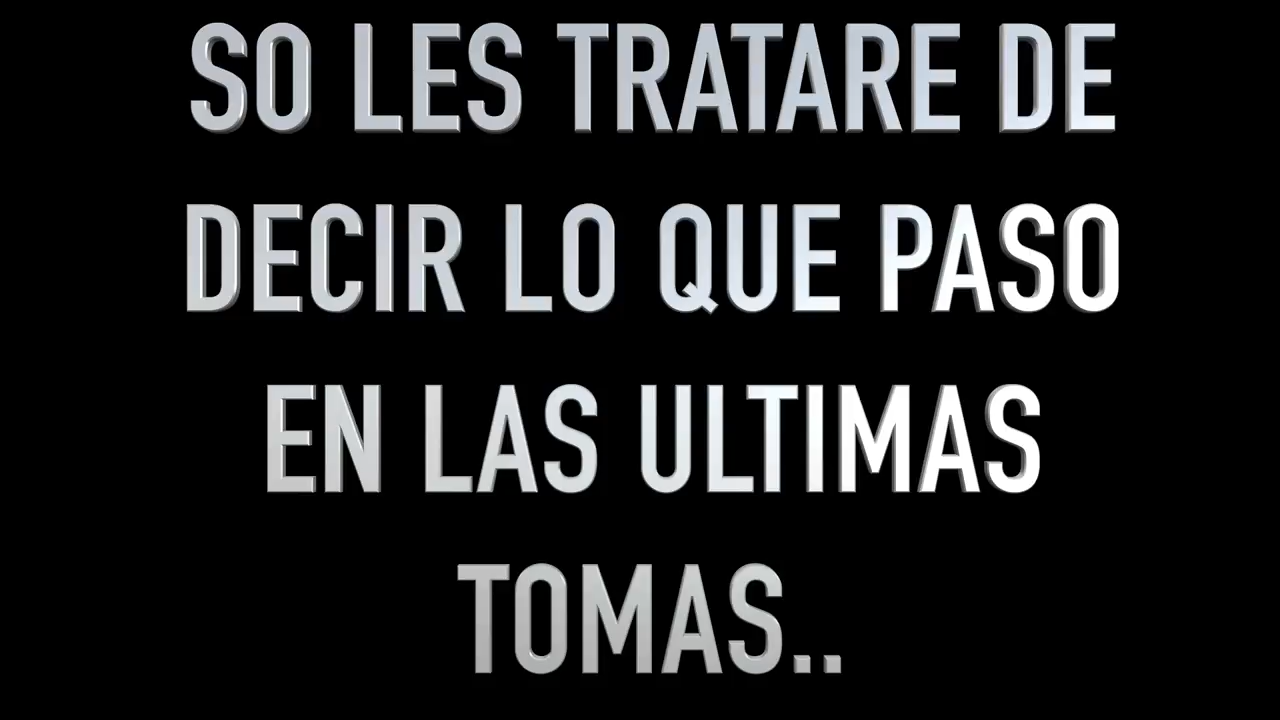 SO LES TRATARE DE
DECIR LO QUE PASO
EN LAS ULTIMAS
TOMAS..